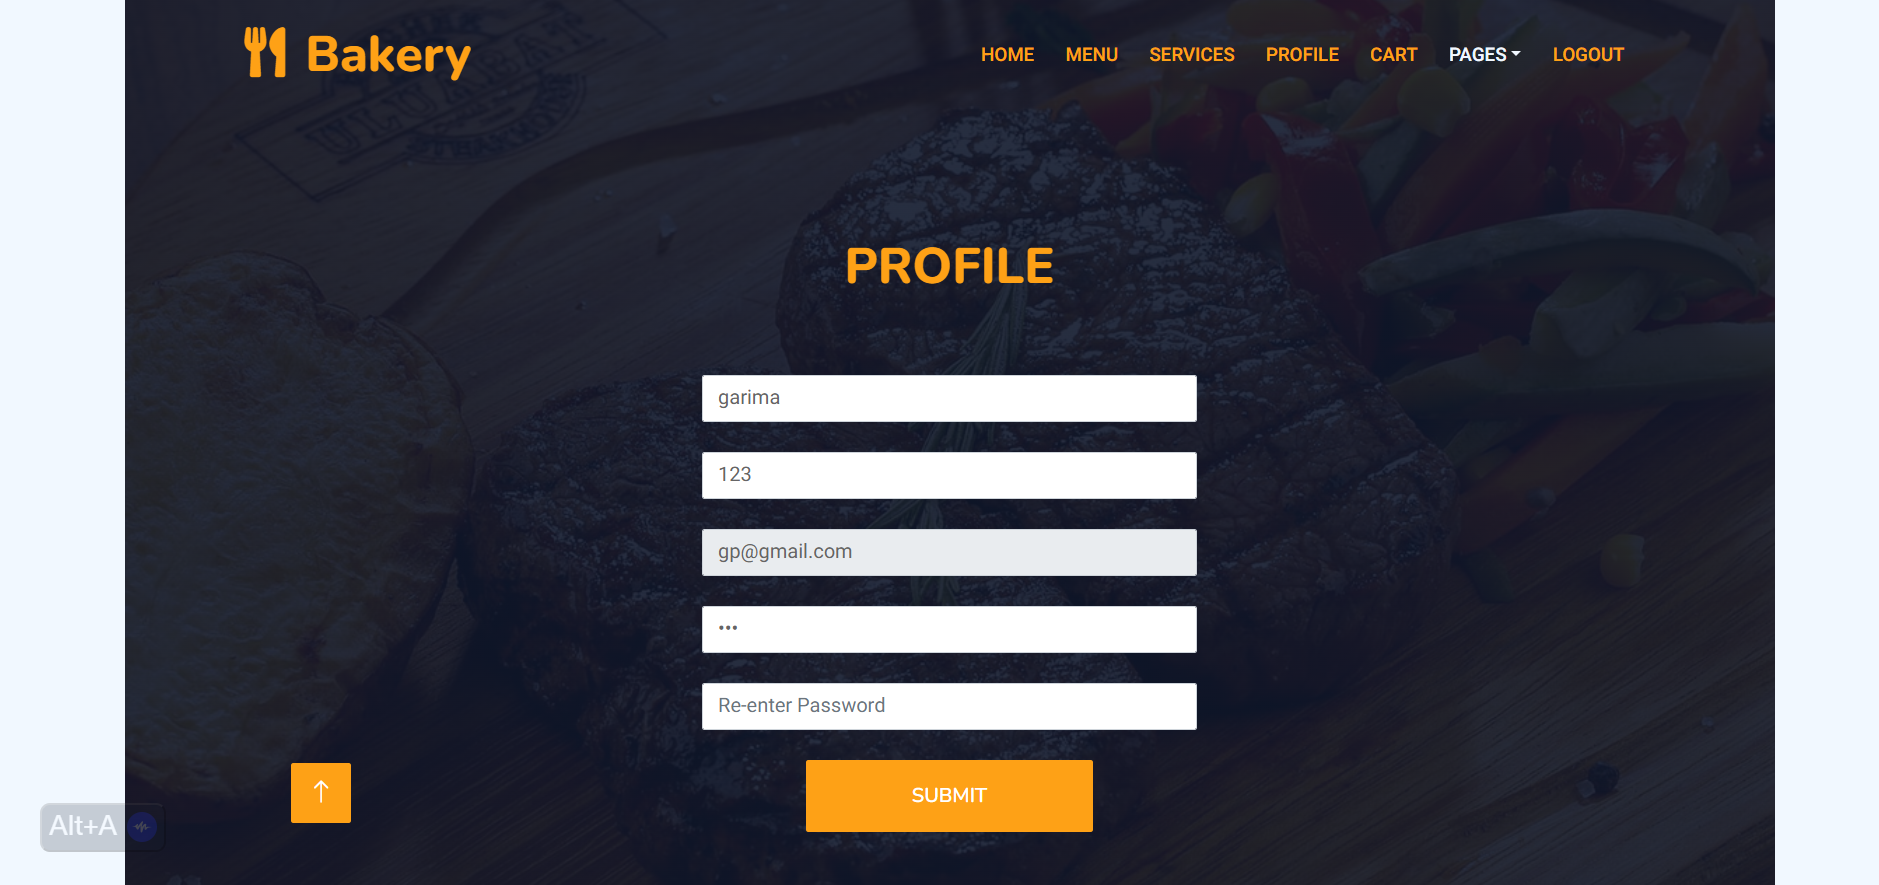 Bakery
HOME MENU SERVICES PROFILE CART PAGES LOGOUT
PROFILE
garima
123
gp@gmail.com
•••
Re-enter Password
SUBMIT
Alt+A